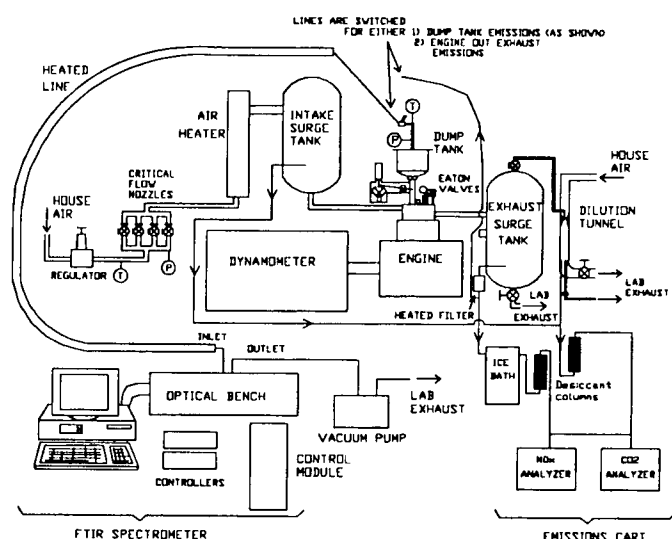 LINES ARE SWITCHED
FOR EITHER 1) DUMP TANK EMISSIONS (AS SHOWN)
2) ENGINE OUT EXHAUST
EMISSIONS
HEATED
LINE
AIR
HEATER
INTAKE
SURGE
TANK
T
P
DUMP
TANK
CRITICAL
FLOW
NOZZLES
HOUSE
AIR
EATON
VALVES
HOUSE
AIR
EXHAUST
SURGE
TANK
DILUTION
TUNNEL
REGULATOR
T
P
DYNAMOMETER
ENGINE
LAB
EXHAUST
HEATED FILTER
LAB
EXHAUST
INLET
OUTLET
OPTICAL BENCH
LAB
EXHAUST
VACUUM PUMP
ICE
BATH
Desiccant
columns
CONTROL
MODULE
CONTROLLERS
NOx
ANALYZER
CO2
ANALYZER
FTIR SPECTROMETER
EMISSIONS CART